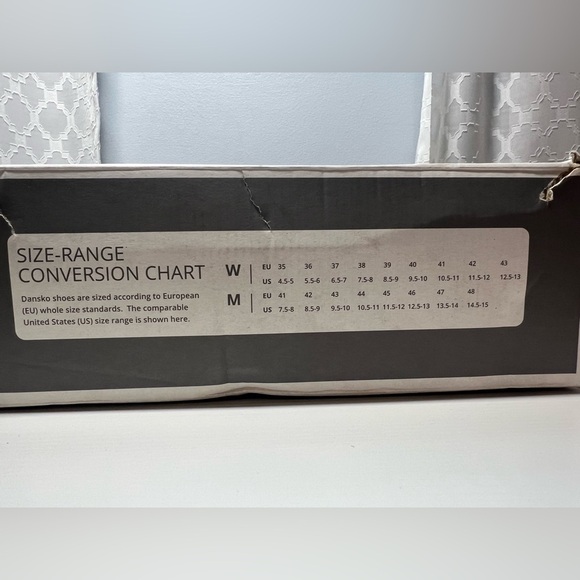 SIZE-RANGE
CONVERSION CHART
Dansko shoes are sized according to European
(EU) whole size standards. The comparable
United States (US) size range is shown here.
W EU 35 36 37 38 39 40 41 42 43
US 4.5-5 5.5-6 6.5-7 7.5-8 8.5-9 9.5-10 10.5-11 11.5-12 12.5-13
M EU 41 42 43 44 45 46 47 48
US 7.5-8 8.5-9 9.5-10 10.5-11 11.5-12 12.5-13 13.5-14 14.5-15